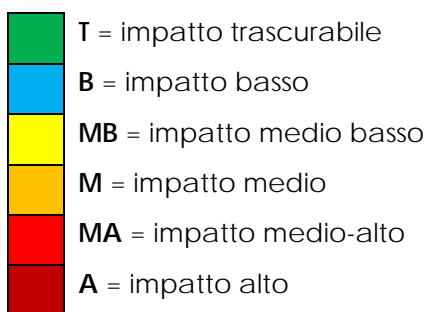 T = impatto trascurabile
B = impatto basso
MB = impatto medio basso
M = impatto medio
MA = impatto medio-alto
A = impatto alto